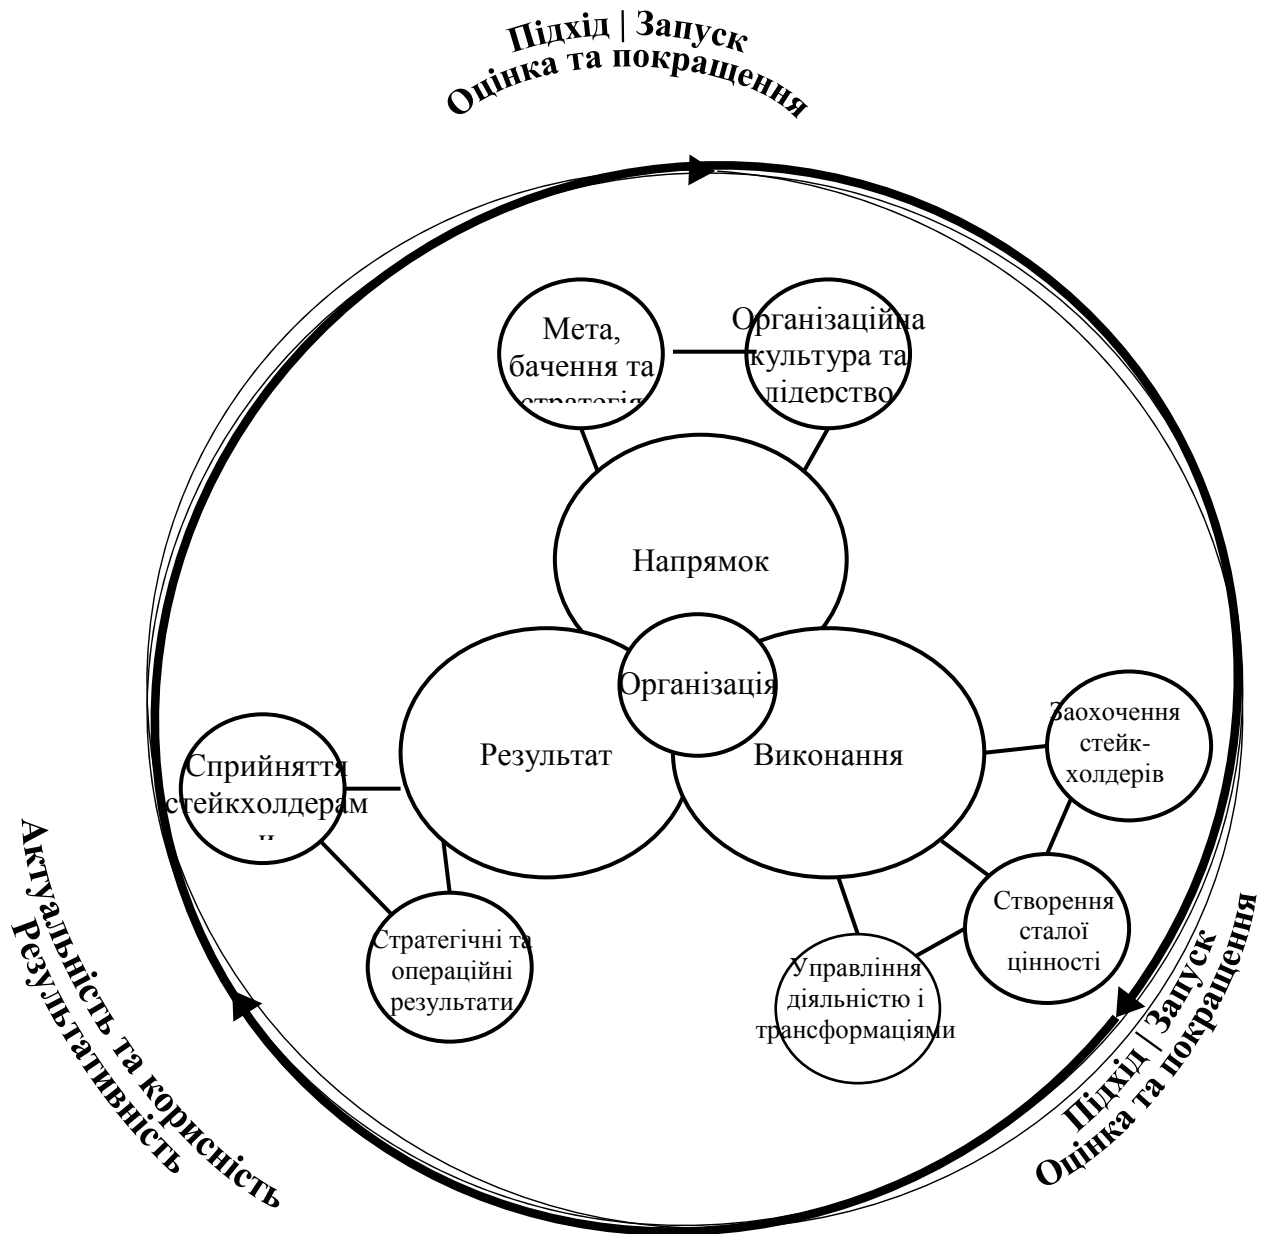 Підхід | Запуск
Оцінка та покращення
Мета,
бачення та
стратегія
Організаційна
культура та
лідерство
Напрямок
Організація
Результат
Виконання
Заохочення
стейк-
холдерів
Сприйняття
стейкхолдерам
и
Створення
сталої
цінності
Стратегічні та
операційні
результати
Управління
діяльністю і
трансформаціями
Актуальність та корисність
Результативність
Підхід | Запуск
Оцінка та покращення